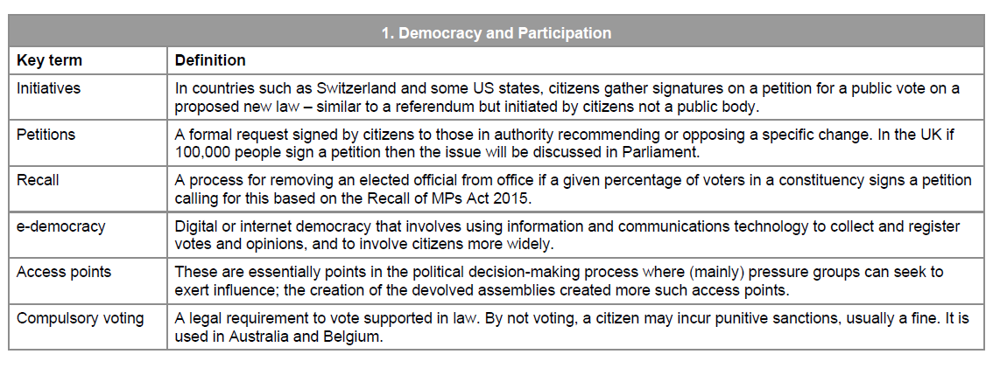 1. Democracy and Participation
Key term Definition
Initiatives In countries such as Switzerland and some US states, citizens gather signatures on a petition for a public vote on a
proposed new law – similar to a referendum but initiated by citizens not a public body.
Petitions A formal request signed by citizens to those in authority recommending or opposing a specific change. In the UK if
100,000 people sign a petition then the issue will be discussed in Parliament.
Recall A process for removing an elected official from office if a given percentage of voters in a constituency signs a petition
calling for this based on the Recall of MPs Act 2015.
e-democracy Digital or internet democracy that involves using information and communications technology to collect and register
votes and opinions, and to involve citizens more widely.
Access points These are essentially points in the political decision-making process where (mainly) pressure groups can seek to
exert influence; the creation of the devolved assemblies created more such access points.
Compulsory voting A legal requirement to vote supported in law. By not voting, a citizen may incur punitive sanctions, usually a fine. It is
used in Australia and Belgium.